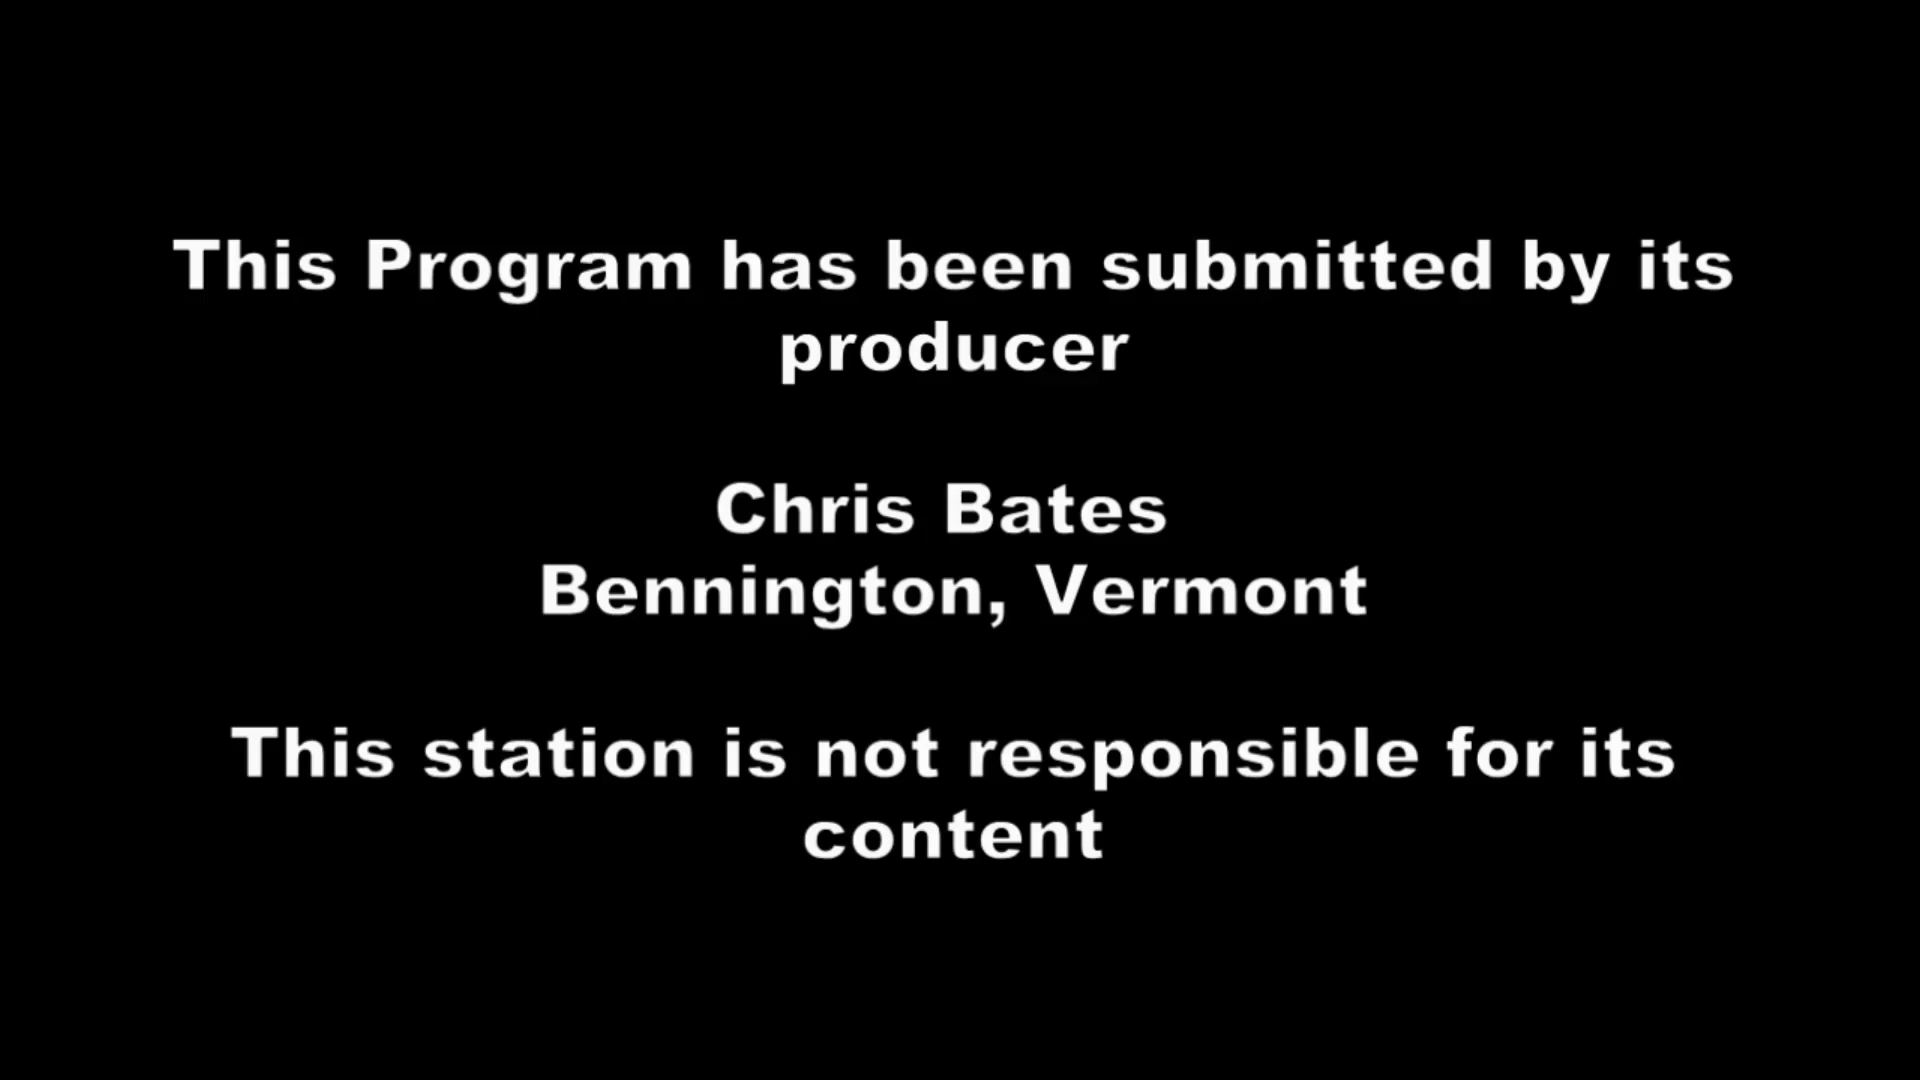 This Program has been submitted by its
producer
Chris Bates
Bennington, Vermont
This station is not responsible for its
content